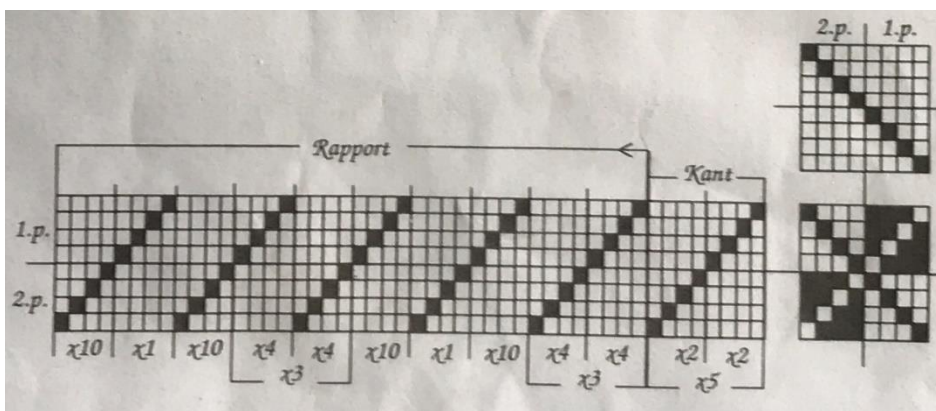 2.p. 1.p.
Rapport
Kant
1.p.
2.p.
x10 x1 x10 x4 x4 x10 x1 x10 x4 x4 x2 x2
x3 x3 x5